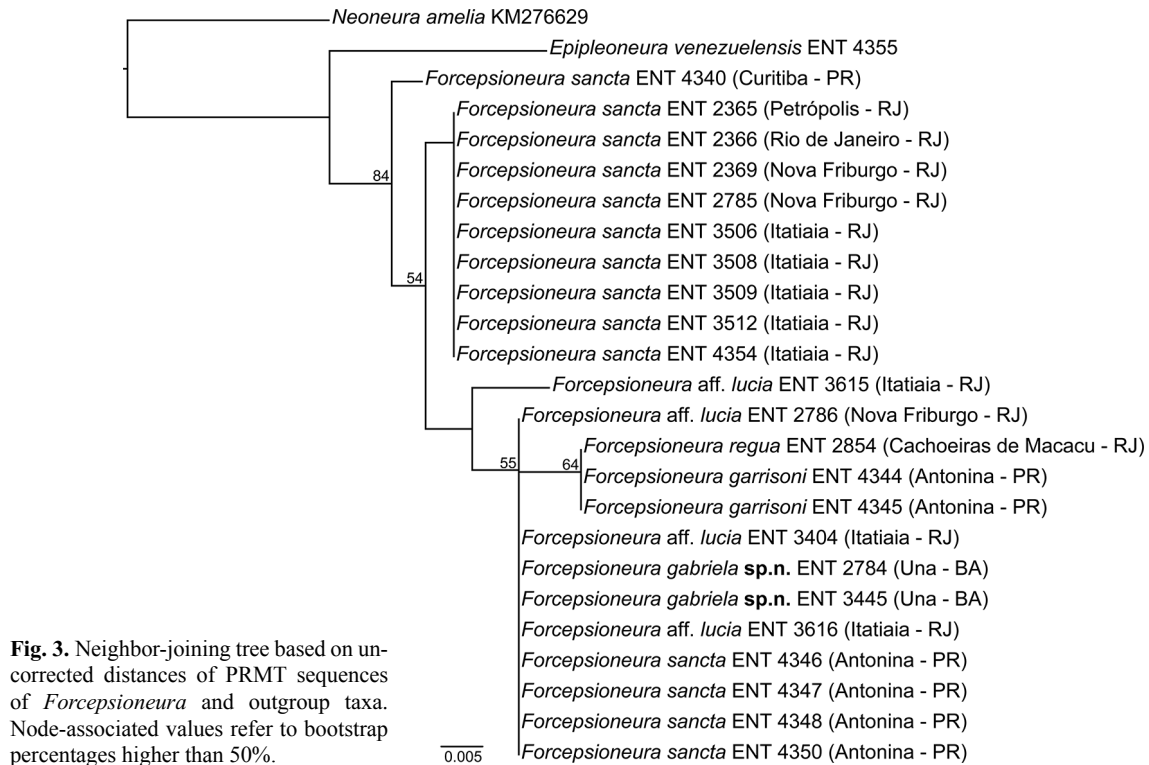 Neoneura amelia KM276629
Epipleoneura venezuelensis ENT 4355
Forcepsioneura sancta ENT 4340 (Curitiba - PR)
Forcepsioneura sancta ENT 2365 (Petrópolis - RJ)
Forcepsioneura sancta ENT 2366 (Rio de Janeiro - RJ)
Forcepsioneura sancta ENT 2369 (Nova Friburgo - RJ)
84
Forcepsioneura sancta ENT 2785 (Nova Friburgo - RJ)
Forcepsioneura sancta ENT 3506 (Itatiaia - RJ)
Forcepsioneura sancta ENT 3508 (Itatiaia - RJ)
54
Forcepsioneura sancta ENT 3509 (Itatiaia - RJ)
Forcepsioneura sancta ENT 3512 (Itatiaia - RJ)
Forcepsioneura sancta ENT 4354 (Itatiaia - RJ)
Forcepsioneura aff. lucia ENT 3615 (Itatiaia - RJ)
Forcepsioneura aff. lucia ENT 2786 (Nova Friburgo - RJ)
Forcepsioneura regua ENT 2854 (Cachoeiras de Macacu - RJ)
55
64
Forcepsioneura garrisoni ENT 4344 (Antonina - PR)
Forcepsioneura garrisoni ENT 4345 (Antonina - PR)
Forcepsioneura aff. lucia ENT 3404 (Itatiaia - RJ)
Forcepsioneura gabriela sp.n. ENT 2784 (Una - BA)
Forcepsioneura gabriela sp.n. ENT 3445 (Una - BA)
Forcepsioneura aff. lucia ENT 3616 (Itatiaia - RJ)
Forcepsioneura sancta ENT 4346 (Antonina - PR)
Forcepsioneura sancta ENT 4347 (Antonina - PR)
Forcepsioneura sancta ENT 4348 (Antonina - PR)
Forcepsioneura sancta ENT 4350 (Antonina - PR)
0.005
Fig. 3. Neighbor-joining tree based on un-
corrected distances of PRMT sequences
of Forcepsioneura and outgroup taxa.
Node-associated values refer to bootstrap
percentages higher than 50%.